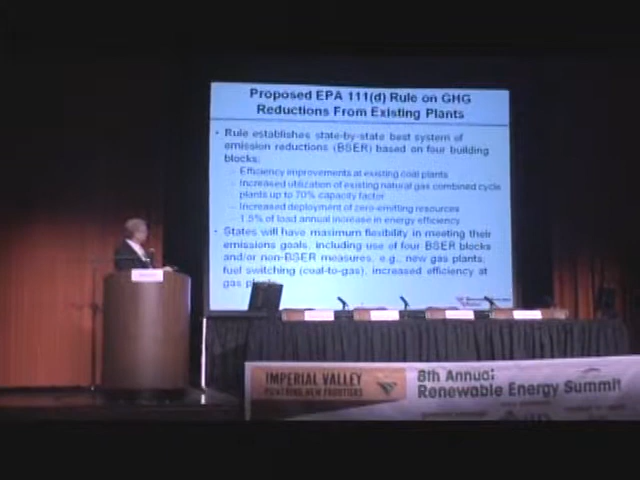 Proposed EPA 111(d) Rule on GHG
Reductions From Existing Plants
• Rule establishes state-by-state best system of
emission reductions (BSER) based on four building
blocks:
– Efficiency improvements at existing coal plants
– Increased utilization of existing natural gas combined cycle
plants up to 70% capacity factor
– Increased deployment of zero-emitting resources
– 1.5% of load annual increase in energy efficiency
• States will have maximum flexibility in meeting their
emissions goals, including use of four BSER blocks
and/or non-BSER measures, e.g., new gas plants;
fuel switching (coal-to-gas), increased efficiency at
gas
IMPERIAL VALLEY
POWERING NEW FRONTIERS
8th Annual
Renewable Energy Summit